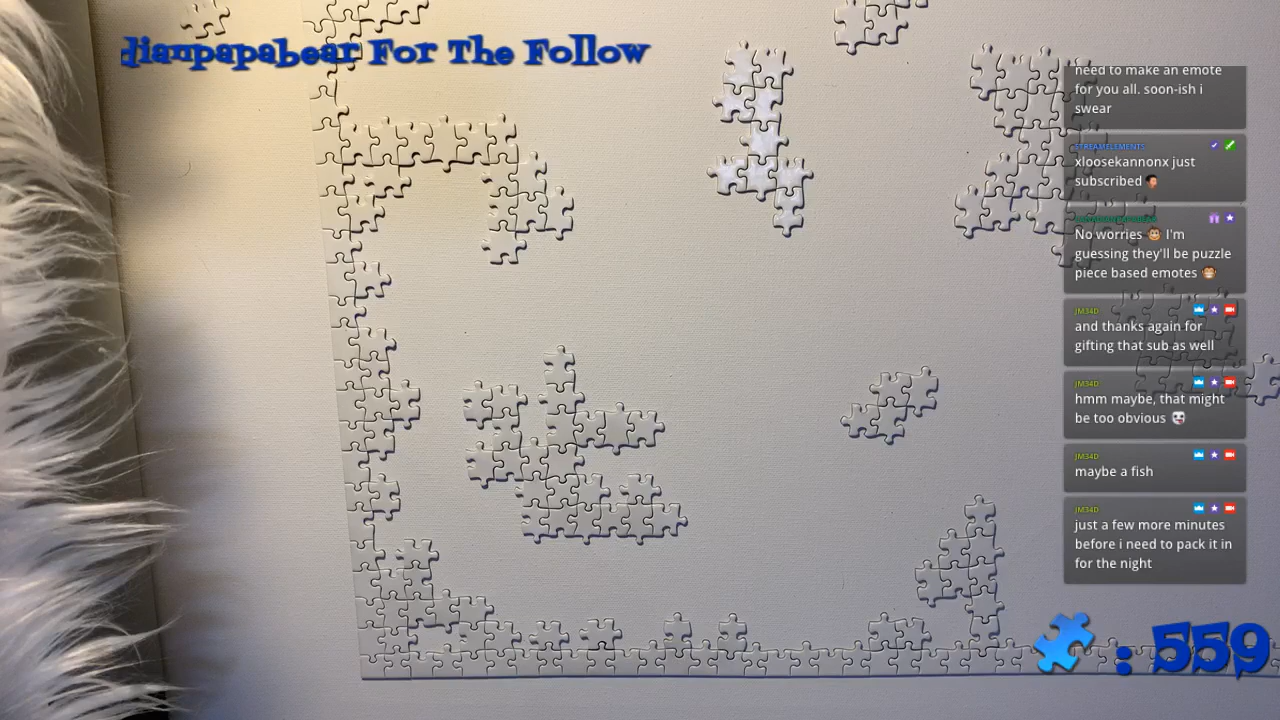 dianpapabear For The Follow
need to make an emote
for you all. soon-ish i
swear
STREAMELEMENTS
xloosekannonx just
subscribed
No worries I'm
guessing they'll be puzzle
piece based emotes
JM34D
and thanks again for
gifting that sub as well
JM34D
hmm maybe, that might
be too obvious
JM34D
maybe a fish
JM34D
just a few more minutes
before i need to pack it in
for the night
: 559